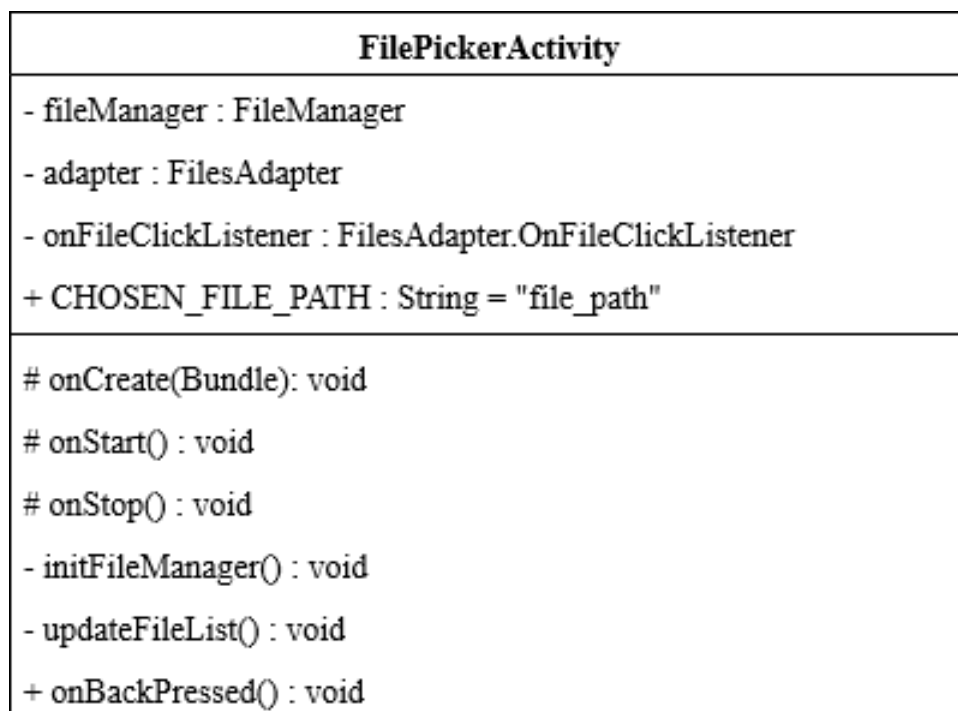 FilePickerActivity
- fileManager : FileManager
- adapter : FilesAdapter
- onFileClickListener : FilesAdapter.OnFileClickListener
+ CHOSEN_FILE_PATH : String = "file_path"
# onCreate(Bundle): void
# onStart() : void
# onStop() : void
- initFileManager() : void
- updateFileList() : void
+ onBackPressed() : void